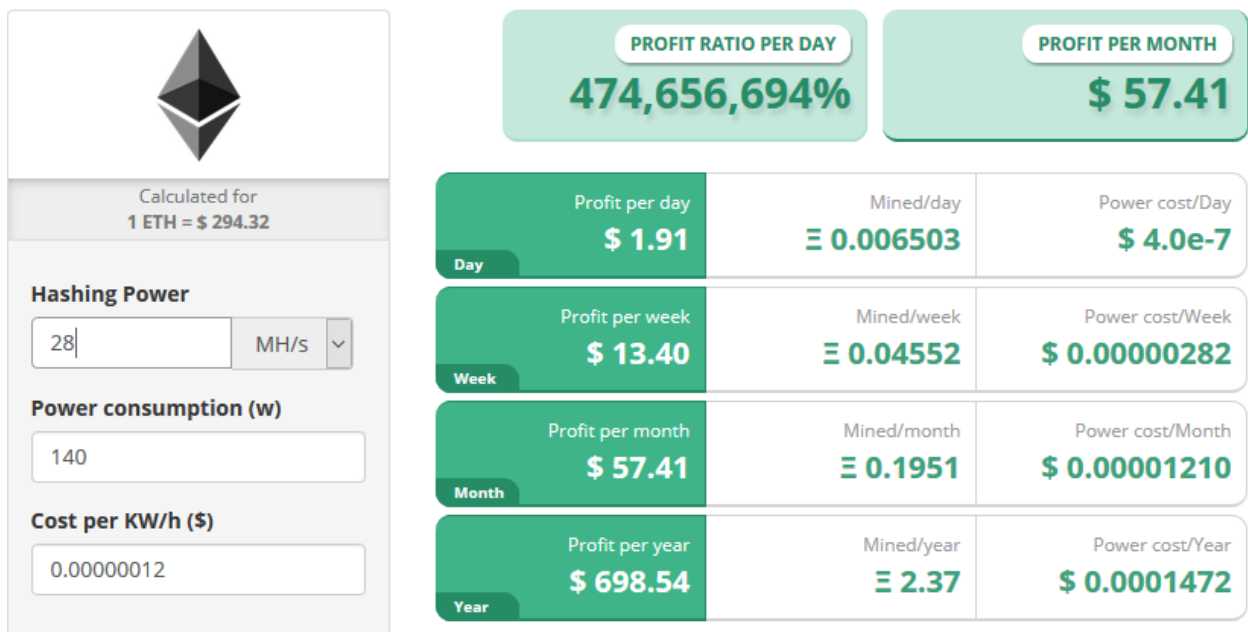 Calculated for
1 ETH = $ 294.32
Hashing Power
28 MH/s
Power consumption (w)
140
Cost per KW/h ($)
0.00000012
PROFIT RATIO PER DAY
474,656,694%
PROFIT PER MONTH
$ 57.41
Profit per day Mined/day Power cost/Day
$ 1.91 Ξ 0.006503 $ 4.0e-7
Day
Profit per week Mined/week Power cost/Week
$ 13.40 Ξ 0.04552 $ 0.00000282
Week
Profit per month Mined/month Power cost/Month
$ 57.41 Ξ 0.1951 $ 0.00001210
Month
Profit per year Mined/year Power cost/Year
$ 698.54 Ξ 2.37 $ 0.0001472
Year